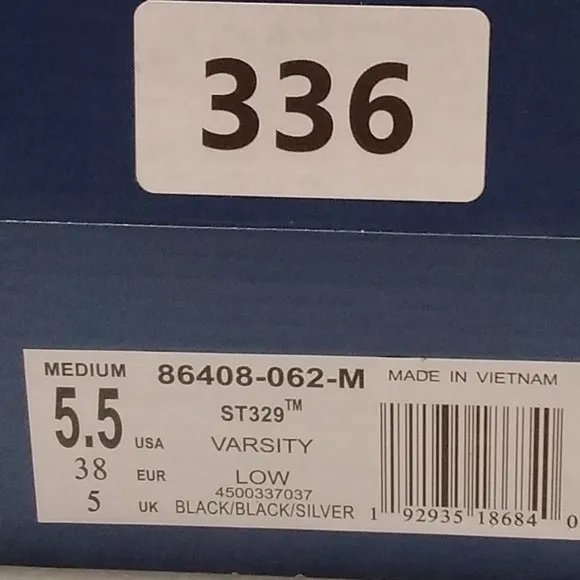 336
MEDIUM 86408-062-M MADE IN VIETNAM
5.5 USA ST329™
VARSITY
38 EUR LOW
4500337037
5 UK BLACK/BLACK/SILVER
1 92935 18684 0